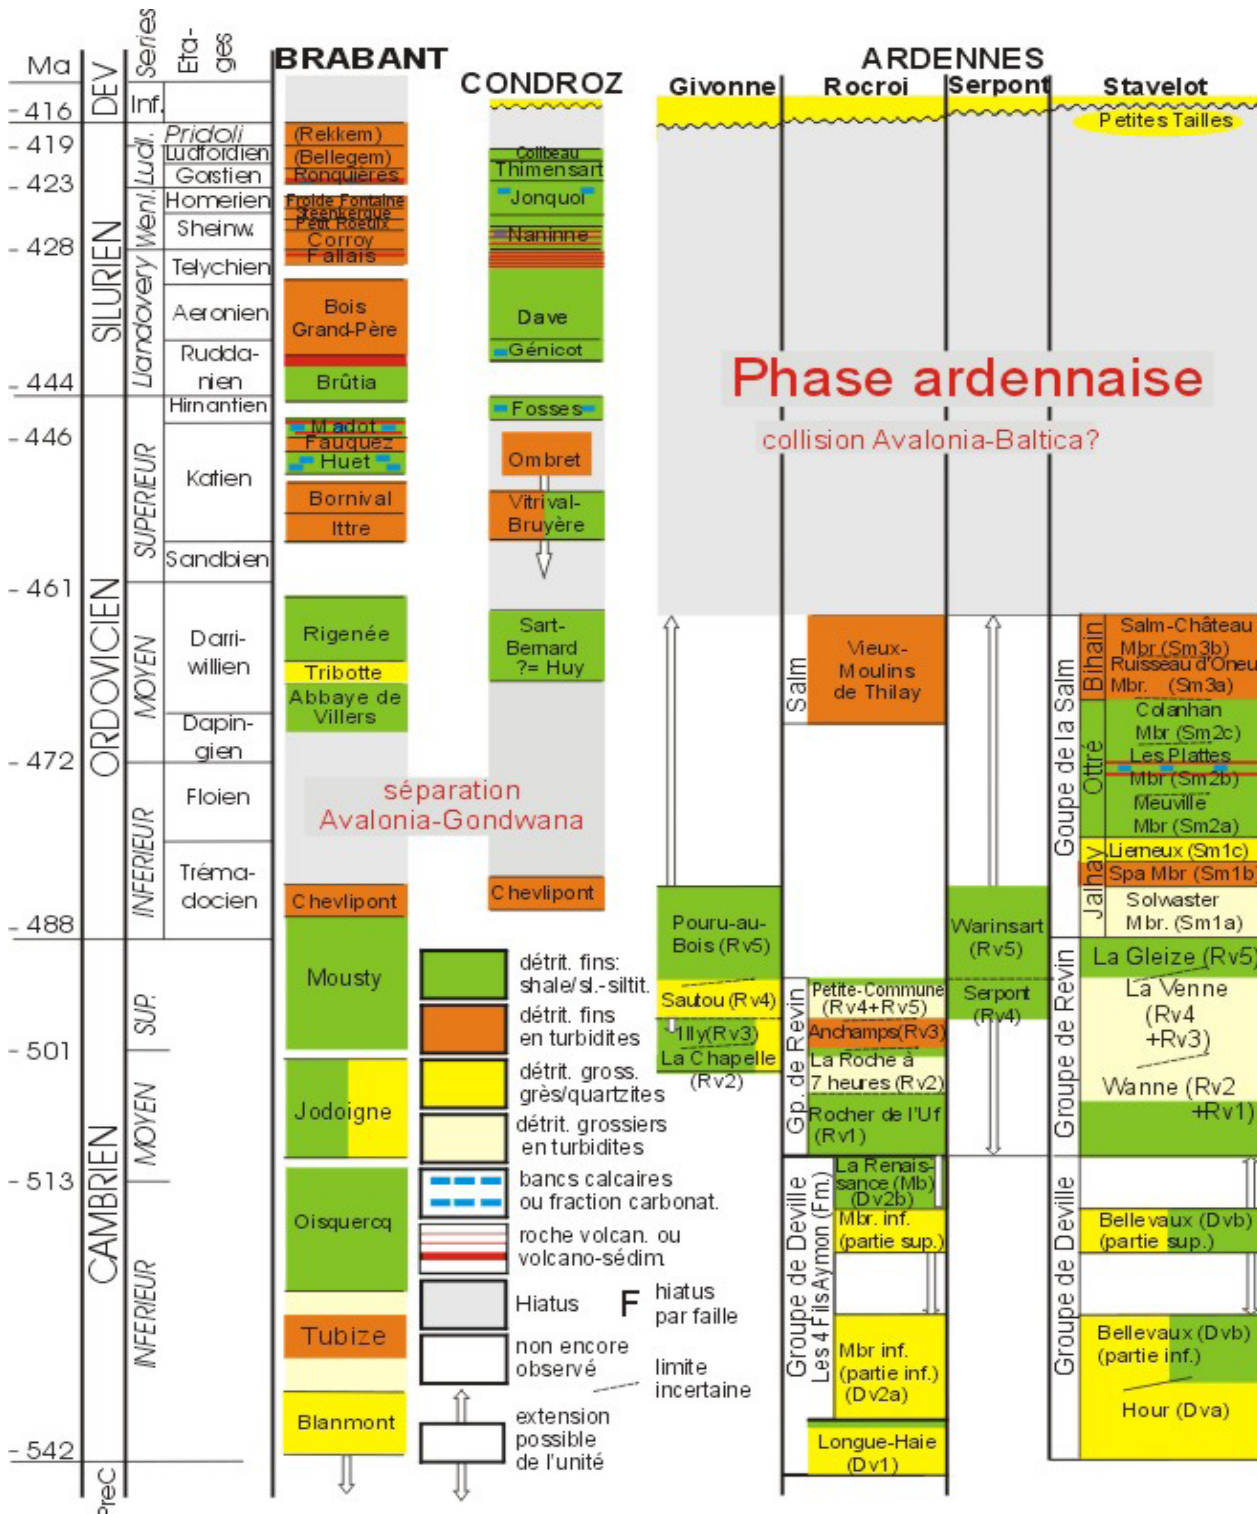 Ma
DEV
Series
Eta-
ges
BRABANT
CONDROZ
ARDENNES
Givonne
Rocroi
Serpont
Stavelot
- 416
- 419
- 423
- 428
- 444
- 446
- 461
- 472
- 488
- 501
- 513
- 542
SILURIEN
ORDOVICIEN
CAMBRIEN
PreC
Inf.
Ludl.
Wenl.
Llandovery
SUPERIEUR
MOYEN
INFERIEUR
SUP.
MOYEN
INFERIEUR
Pridoli
Ludfordien
Gorstien
Homerien
Sheinw.
Telychien
Aeronien
Rudda-
nien
Hirnantien
Katien
Sandbien
Darri-
willien
Dapin-
gien
Floien
Tréma-
docien
(Rekkem)
(Bellegem)
Ronquières
Froide Fontaine
Steenkerque
Petit Roeulx
Corroy
Fallais
Bois
Grand-Père
Brûtia
Madot
Fauquez
Huet
Bornival
Ittre
Rigenée
Tribotte
Abbaye de
Villers
Chevlipont
Mousty
Jodoigne
Oisquercq
Tubize
Blanmont
Collbeau
Thimensart
Jonquoi
Naninne
Dave
Génicot
Fosses
Ombret
Vitrival-
Bruyère
Sart-
Bernard
?= Huy
Chevlipont
séparation
Avalonia-Gondwana
Petites Tailles
Phase ardennaise
collision Avalonia-Baltica?
Pouru-au-
Bois (Rv5)
Sautou (Rv4)
Illy(Rv3)
La Chapelle
(Rv2)
Salm
Vieux-
Moulins
de Thilay
Gp. de Revin
Petite-Commune
(Rv4+Rv5)
Anchamps(Rv3)
La Roche à
7 heures (Rv2)
Rocher de l'Uf
(Rv1)
Groupe de Deville
Les 4 Fils Aymon (Fm.)
La Renais-
sance (Mb)
(Dv2b)
Mbr. inf.
(partie sup.)
Mbr inf.
(partie inf.)
(Dv2a)
Longue-Haie
(Dv1)
Warinsart
(Rv5)
Serpont
(Rv4)
Goupe de la Salm
Bihain
Ottré
Jalhay
Salm-Château
Mbr (Sm3b)
Ruisseau d'Oneu
Mbr. (Sm3a)
Colanhan
Mbr (Sm2c)
Les Plattes
Mbr (Sm2b)
Meuville
Mbr (Sm2a)
Lierneux (Sm1c)
Spa Mbr (Sm1b)
Solwaster
Mbr. (Sm1a)
Groupe de Revin
La Gleize (Rv5)
La Venne
(Rv4
+Rv3)
Wanne (Rv2
+Rv1)
Groupe de Deville
Bellevaux (Dvb)
(partie sup.)
Bellevaux (Dvb)
(partie inf.)
Hour (Dva)
détrit. fins:
shale/sl.-siltit.
détrit. fins
en turbidites
détrit. gross.
grès/quartzites
détrit. grossiers
en turbidites
bancs calcaires
ou fraction carbonat.
roche volcan. ou
volcano-sédim.
Hiatus
F
hiatus
par faille
non encore
observé
limite
incertaine
extension
possible
de l'unité